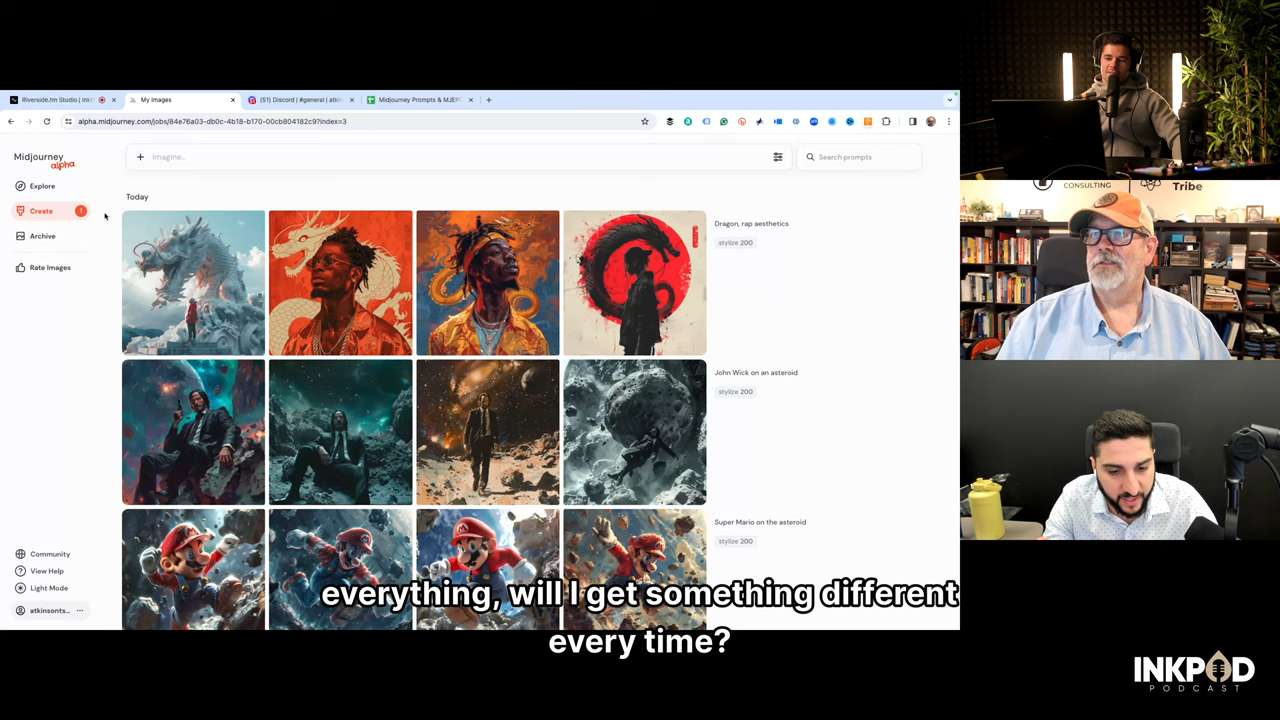 Riverside.fm Studio | Ink
My Images
(51) Discord | #general | atkin
Midjourney Prompts & MJEPC
alpha.midjourney.com/jobs/84e76a03-db0c-4b18-b170-00cb804182c9?index=3
Midjourney
alpha
Imagine...
Search prompts
Explore
Create
!
Archive
Rate Images
Today
Dragon, rap aesthetics
stylize 200
John Wick on an asteroid
stylize 200
Super Mario on the asteroid
stylize 200
Community
View Help
Light Mode
atkinsonts...
CONSULTING
Tribe
everything, will I get something different
every time?
INKPOD
PODCAST